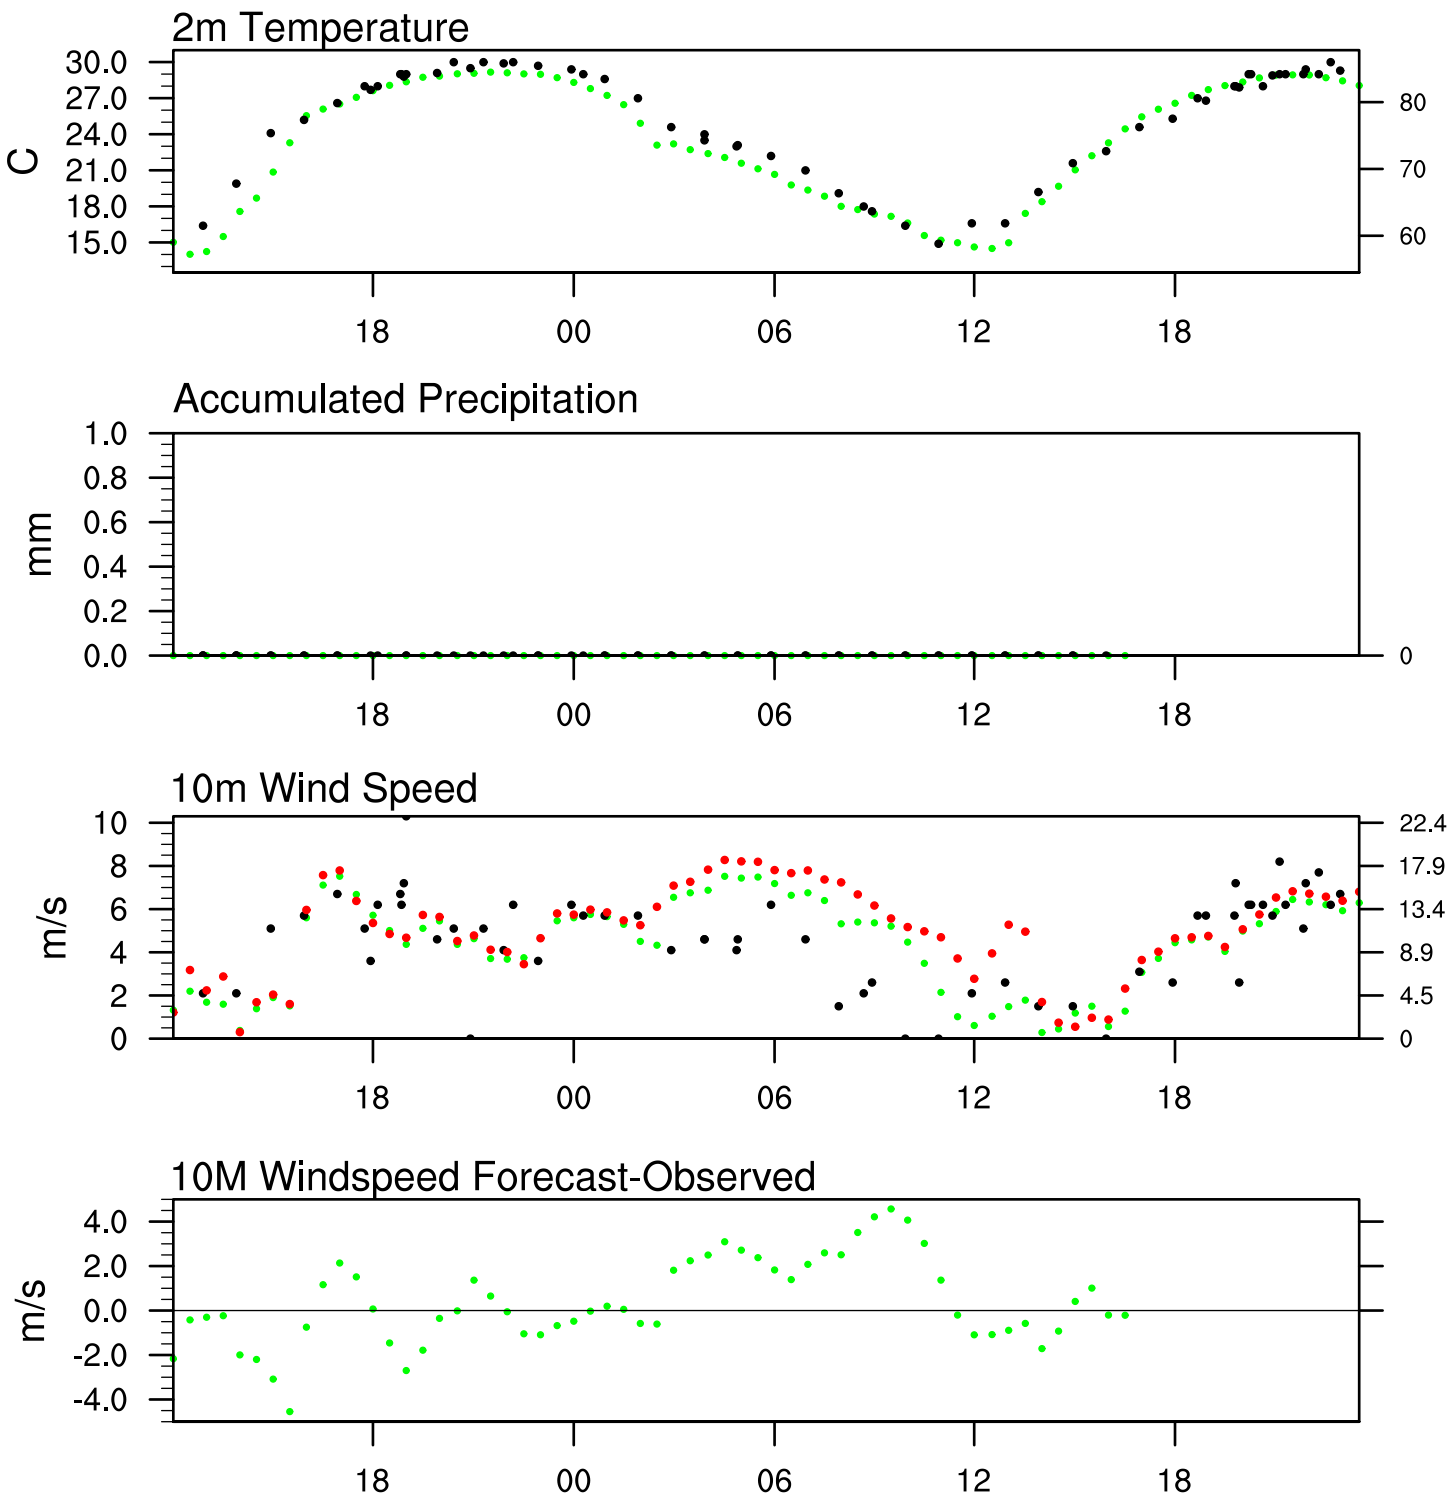 2m Temperature
30.0
27.0
24.0
21.0
18.0
15.0
C
80
70
60
18 00 06 12 18
Accumulated Precipitation
1.0
0.8
0.6
0.4
0.2
0.0
mm
0
18 00 06 12 18
10m Wind Speed
10
8
6
4
2
0
m/s
22.4
17.9
13.4
8.9
4.5
0
18 00 06 12 18
10M Windspeed Forecast-Observed
4.0
2.0
0.0
-2.0
-4.0
m/s
18 00 06 12 18